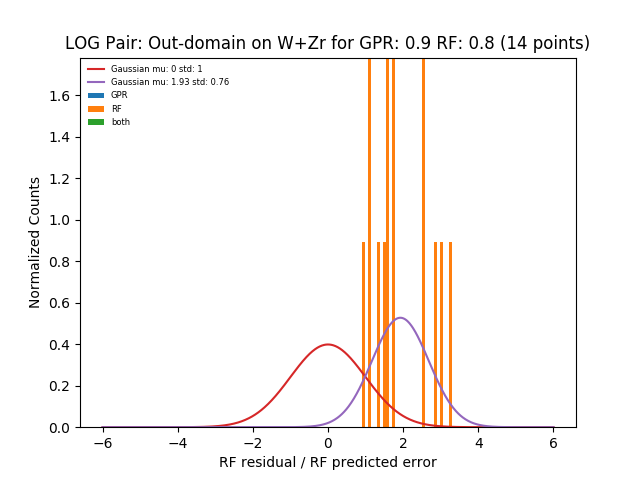 LOG Pair: Out-domain on W+Zr for GPR: 0.9 RF: 0.8 (14 points)
Gaussian mu: 0 std: 1
Gaussian mu: 1.93 std: 0.76
GPR
RF
both
Normalized Counts
1.6
1.4
1.2
1.0
0.8
0.6
0.4
0.2
0.0
−6 −4 −2 0 2 4 6
RF residual / RF predicted error